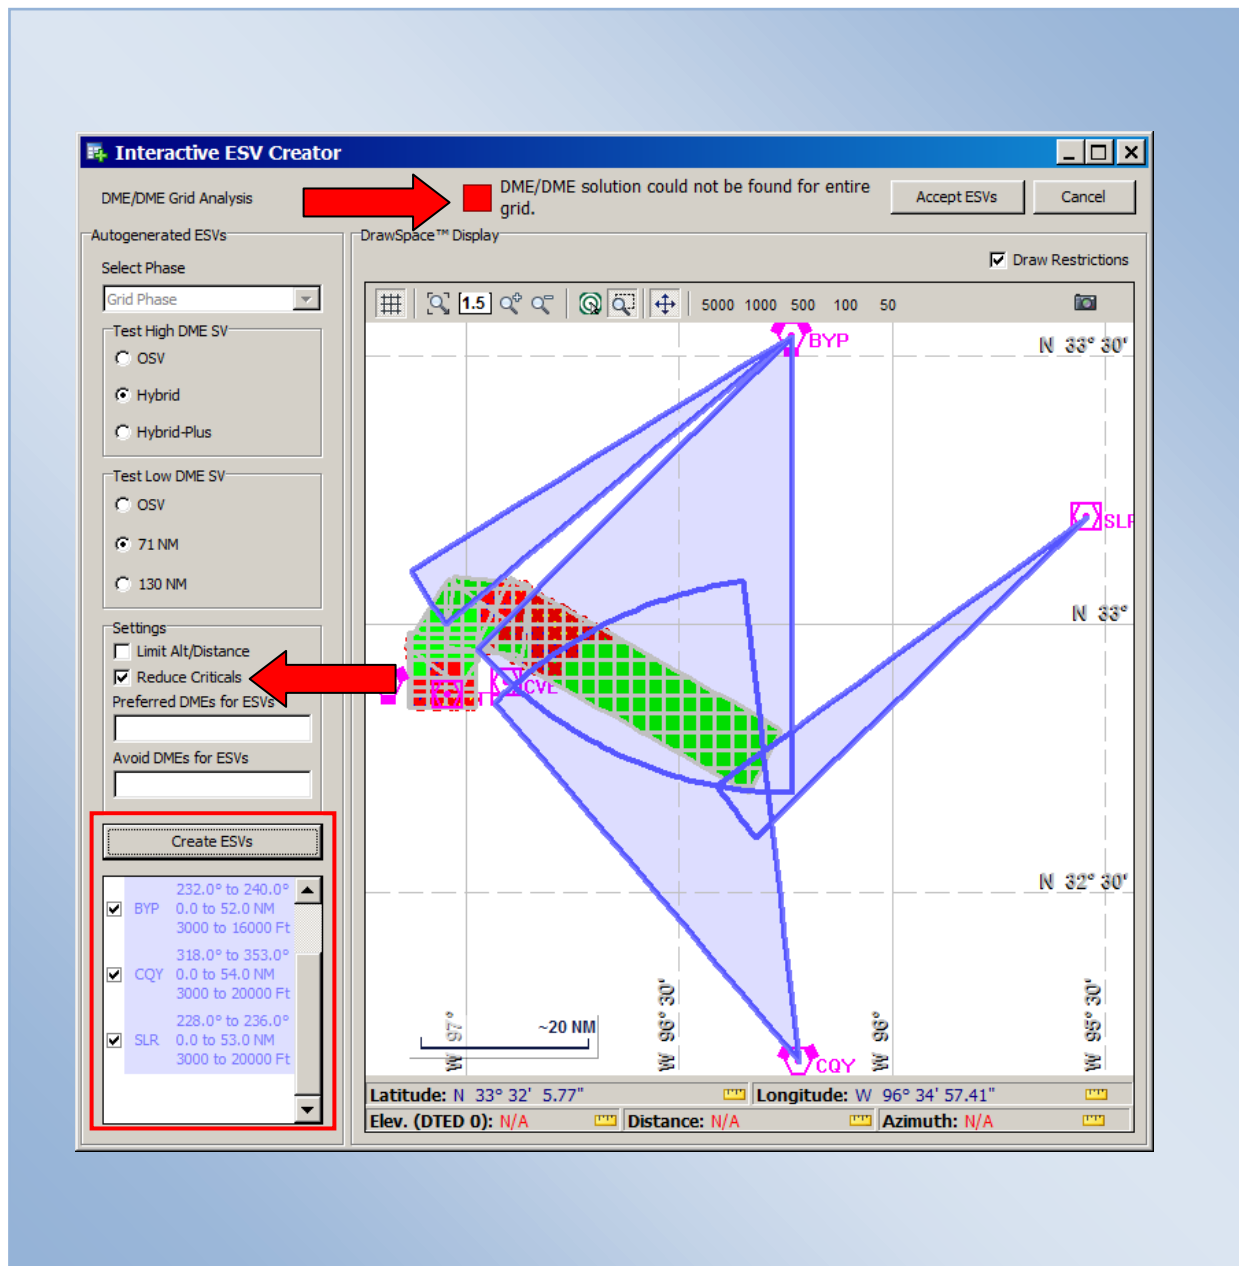 Interactive ESV Creator
DME/DME Grid Analysis
DME/DME solution could not be found for entire
grid.
Accept ESVs
Cancel
Autogenerated ESVs
Select Phase
Grid Phase
Test High DME SV
OSV
Hybrid
Hybrid-Plus
Test Low DME SV
OSV
71 NM
130 NM
Settings
Limit Alt/Distance
Reduce Criticals
Preferred DMEs for ESVs
Avoid DMEs for ESVs
Create ESVs
232.0° to 240.0°
BYP 0.0 to 52.0 NM
3000 to 16000 Ft
318.0° to 353.0°
CQY 0.0 to 54.0 NM
3000 to 20000 Ft
228.0° to 236.0°
SLR 0.0 to 53.0 NM
3000 to 20000 Ft
DrawSpace™ Display
Draw Restrictions
1.5
5000 1000 500 100 50
BYP
N 33° 30'
SLR
N 33°
CVE
N 32° 30'
W 97°
~20 NM
W 96° 30'
W 96°
W 95° 30'
CQY
Latitude: N 33° 32' 5.77"
Longitude: W 96° 34' 57.41"
Elev. (DTED 0): N/A
Distance: N/A
Azimuth: N/A